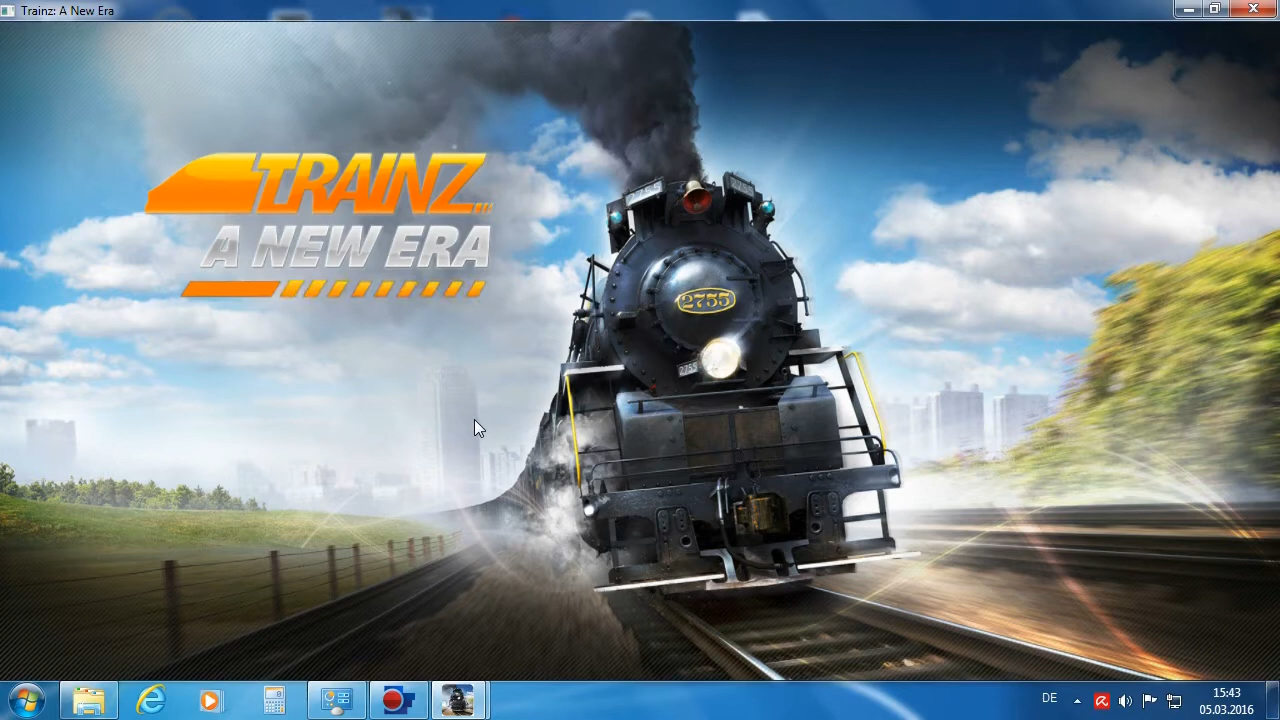 Trainz: A New Era
TRAINZ
A NEW ERA
2755
2755
DE
15:43
05.03.2016